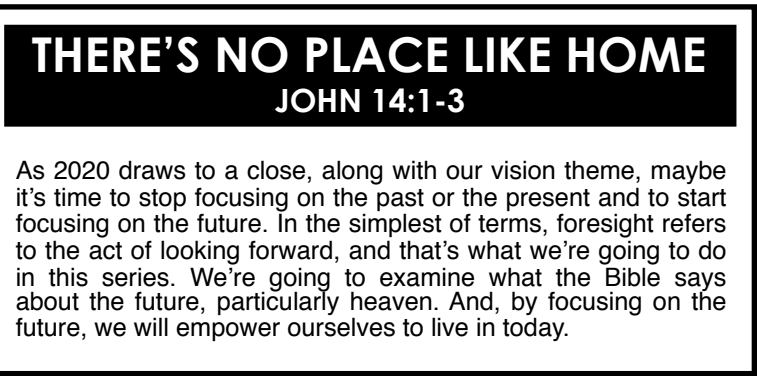 THERE’S NO PLACE LIKE HOME
JOHN 14:1-3
As 2020 draws to a close, along with our vision theme, maybe
it’s time to stop focusing on the past or the present and to start
focusing on the future. In the simplest of terms, foresight refers
to the act of looking forward, and that’s what we’re going to do
in this series. We’re going to examine what the Bible says
about the future, particularly heaven. And, by focusing on the
future, we will empower ourselves to live in today.